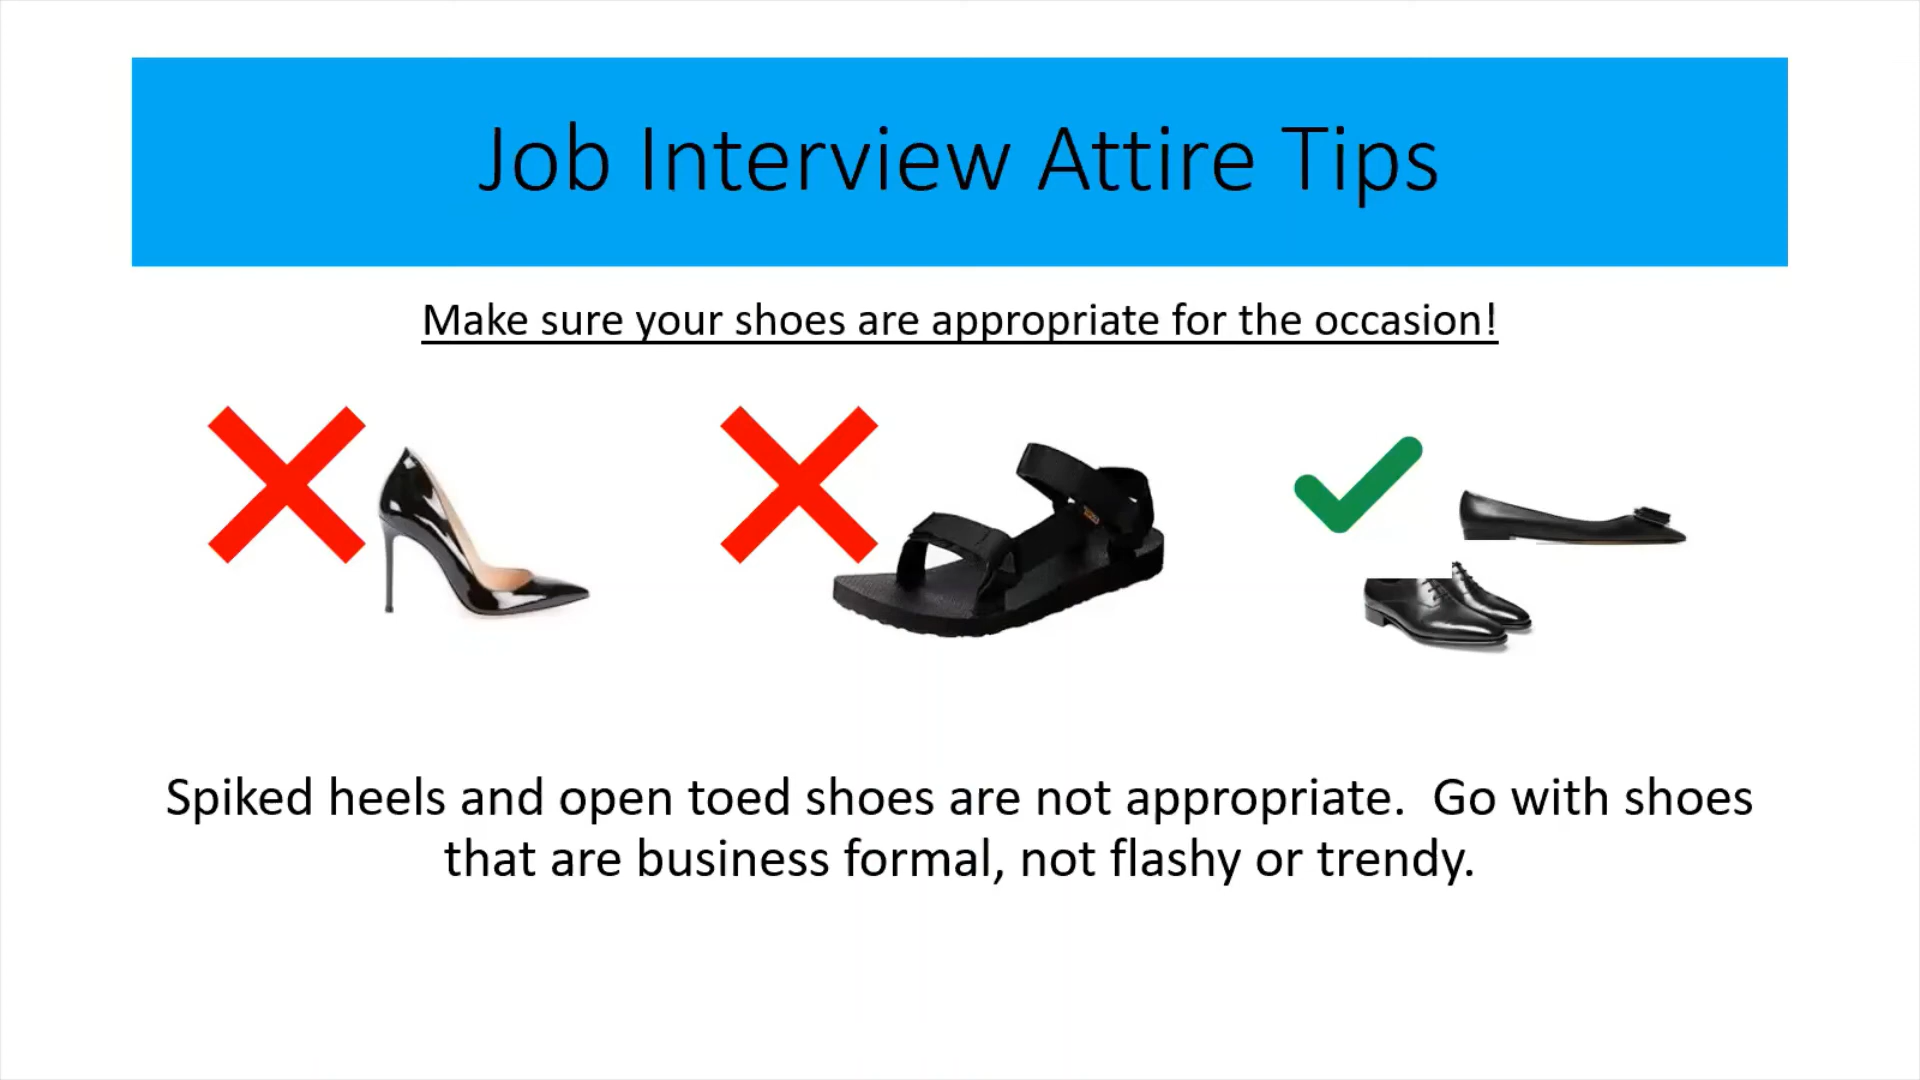 Job Interview Attire Tips
Make sure your shoes are appropriate for the occasion!
Spiked heels and open toed shoes are not appropriate.  Go with shoes
that are business formal, not flashy or trendy.